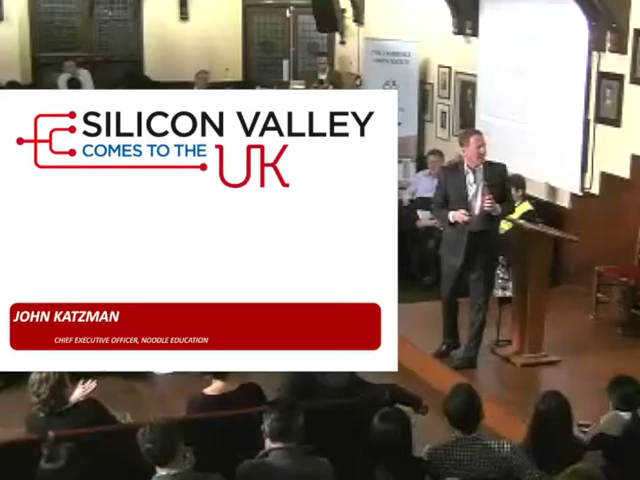 SILICON VALLEY
COMES TO THE
UK
JOHN KATZMAN
CHIEF EXECUTIVE OFFICER, NOODLE EDUCATION